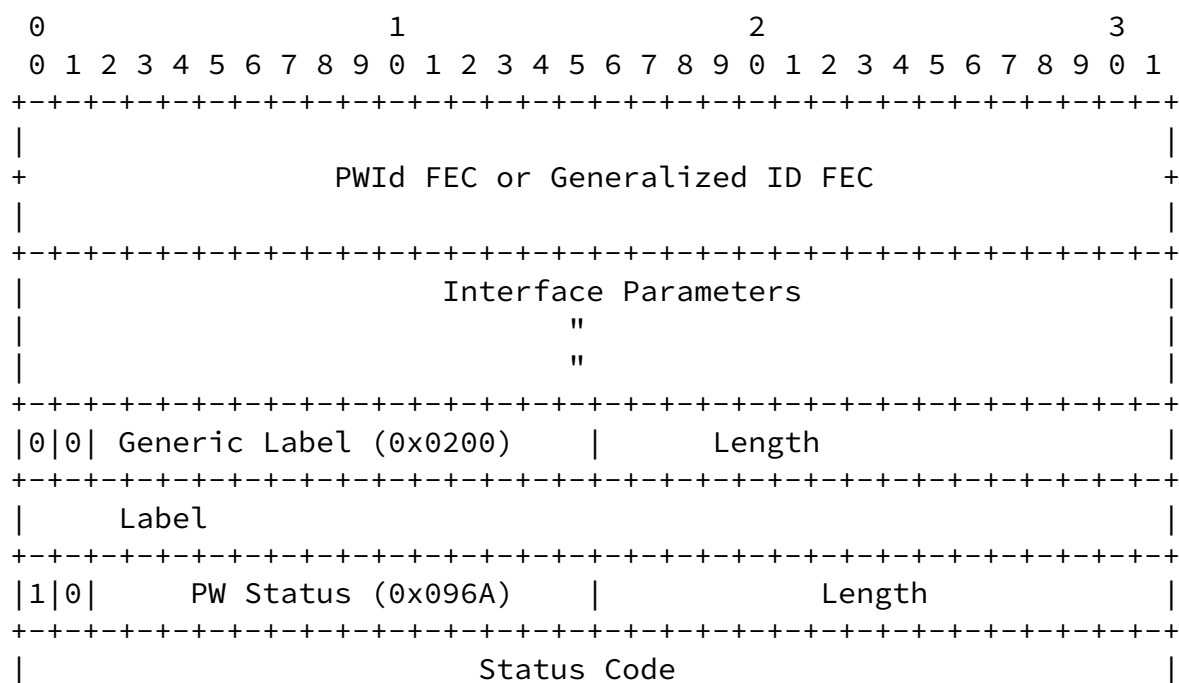 0                   1                   2                   3
 0 1 2 3 4 5 6 7 8 9 0 1 2 3 4 5 6 7 8 9 0 1 2 3 4 5 6 7 8 9 0 1
+-+-+-+-+-+-+-+-+-+-+-+-+-+-+-+-+-+-+-+-+-+-+-+-+-+-+-+-+-+-+-+-+
|                                                               |
+                 PWId FEC or Generalized ID FEC                +
|                                                               |
+-+-+-+-+-+-+-+-+-+-+-+-+-+-+-+-+-+-+-+-+-+-+-+-+-+-+-+-+-+-+-+-+
|                       Interface Parameters                    |
|                              "                                |
|                              "                                |
+-+-+-+-+-+-+-+-+-+-+-+-+-+-+-+-+-+-+-+-+-+-+-+-+-+-+-+-+-+-+-+-+
|0|0| Generic Label (0x0200)    |      Length                   |
+-+-+-+-+-+-+-+-+-+-+-+-+-+-+-+-+-+-+-+-+-+-+-+-+-+-+-+-+-+-+-+-+
|     Label                                                     |
+-+-+-+-+-+-+-+-+-+-+-+-+-+-+-+-+-+-+-+-+-+-+-+-+-+-+-+-+-+-+-+-+
|1|0|     PW Status (0x096A)    |            Length             |
+-+-+-+-+-+-+-+-+-+-+-+-+-+-+-+-+-+-+-+-+-+-+-+-+-+-+-+-+-+-+-+-+
|                         Status Code                           |